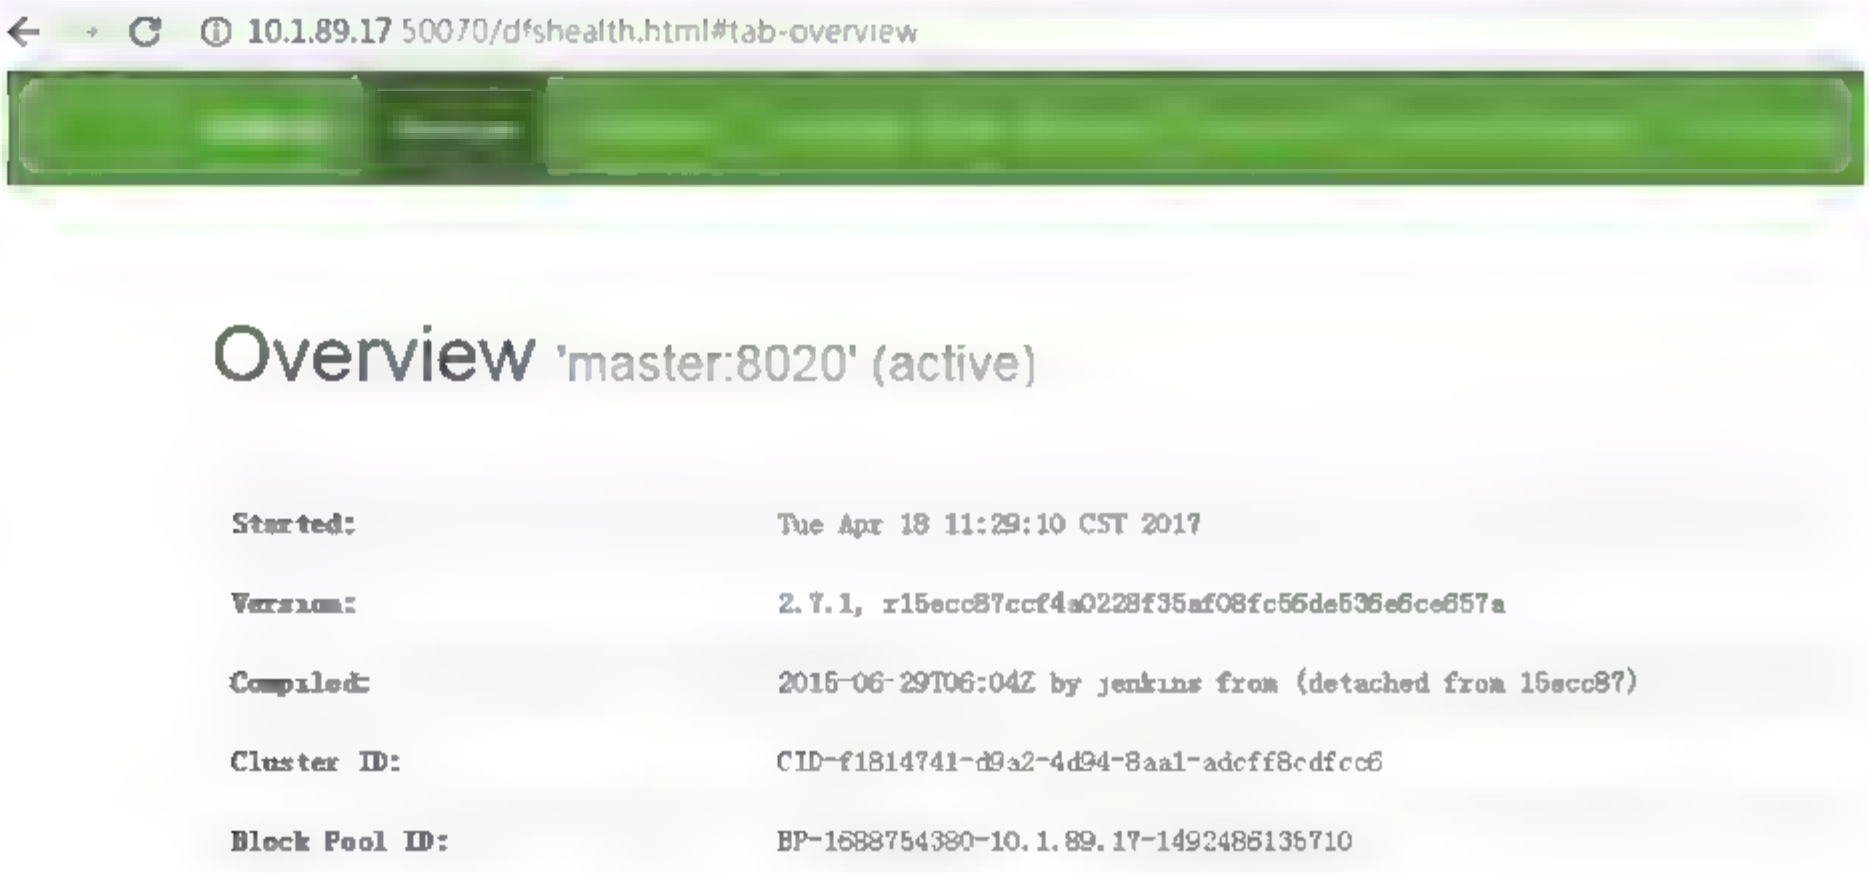 10.1.89.17:50070/dfshealth.html#tab-overview
Overview 'master:8020' (active)
Started: Tue Apr 18 11:29:10 CST 2017
Version: 2.7.1, r15ecc87ccf4a0228f35af08fc56de536e6ce657a
Compiled: 2015-06-29T06:04Z by jenkins from (detached from 15ecc87)
Cluster ID: CID-f1814741-d9a2-4d94-8aa1-adcff8cdfcc6
Block Pool ID: BP-1688754380-10.1.89.17-1492486135710